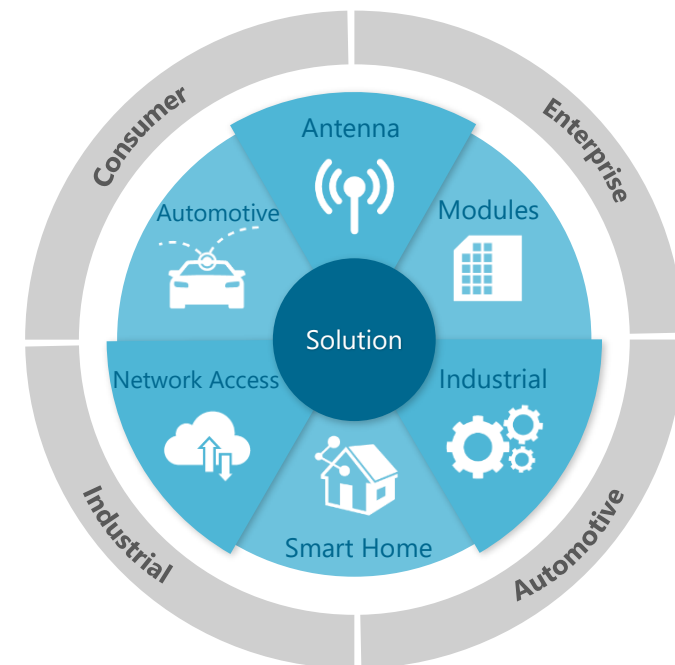 Consumer
Enterprise
Antenna
Automotive
Modules
Solution
Network Access
Industrial
Smart Home
Industrial
Automotive